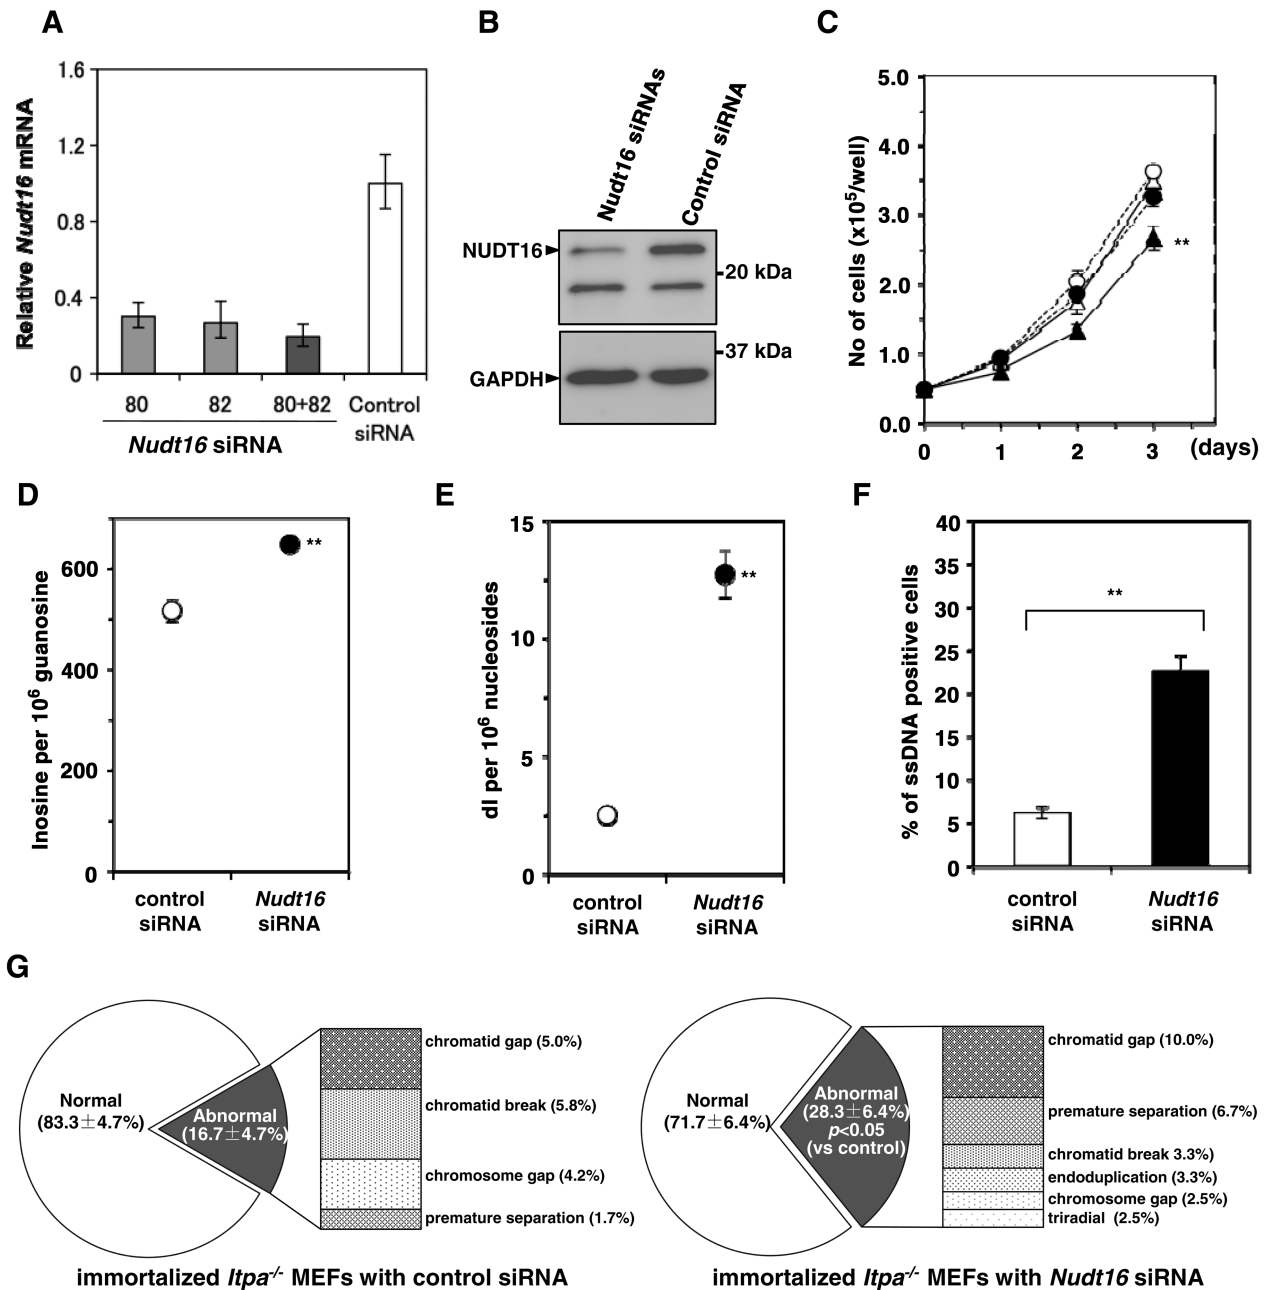 A
1.6
1.2
0.8
0.4
0
Relative Nudt16 mRNA
80
82
80+82
Control
siRNA
Nudt16 siRNA
B
Nudt16 siRNAs
Control siRNA
NUDT16
20 kDa
37 kDa
GAPDH
C
5.0
4.0
3.0
2.0
1.0
0.0
No of cells (x10⁵/well)
**
0
1
2
3
(days)
D
600
400
200
0
Inosine per 10⁶ guanosine
**
control
siRNA
Nudt16
siRNA
E
15
10
5
0
dI per 10⁶ nucleosides
**
control
siRNA
Nudt16
siRNA
F
40
35
30
25
20
15
10
5
0
% of ssDNA positive cells
**
control
siRNA
Nudt16
siRNA
G
Normal
(83.3±4.7%)
Abnormal
(16.7±4.7%)
chromatid gap (5.0%)
chromatid break (5.8%)
chromosome gap (4.2%)
premature separation (1.7%)
immortalized Itpa⁻/⁻ MEFs with control siRNA
Normal
(71.7±6.4%)
Abnormal
(28.3±6.4%)
p<0.05
(vs control)
chromatid gap (10.0%)
premature separation (6.7%)
chromatid break 3.3%)
endoduplication (3.3%)
chromosome gap (2.5%)
triradial (2.5%)
immortalized Itpa⁻/⁻ MEFs with Nudt16 siRNA